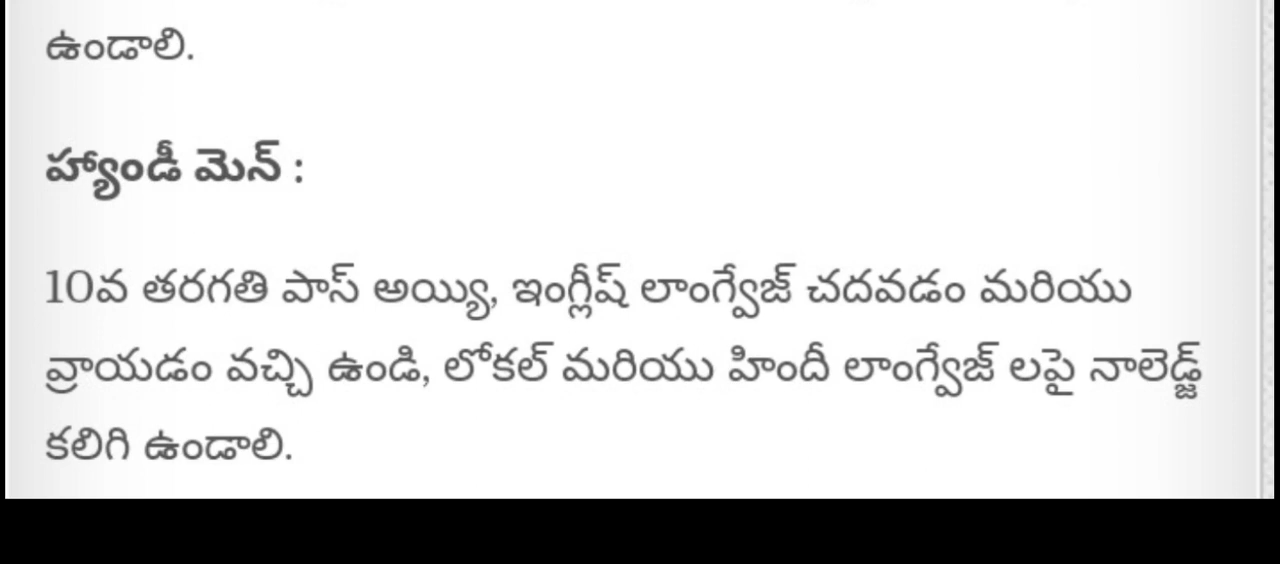 ఉండాలి.
హ్యాండీ మెన్ :
10వ తరగతి పాస్ అయ్యి, ఇంగ్లీష్ లాంగ్వేజ్ చదవడం మరియు
వ్రాయడం వచ్చి ఉండి, లోకల్ మరియు హిందీ లాంగ్వేజ్ లపై నాలెడ్జ్
కలిగి ఉండాలి.